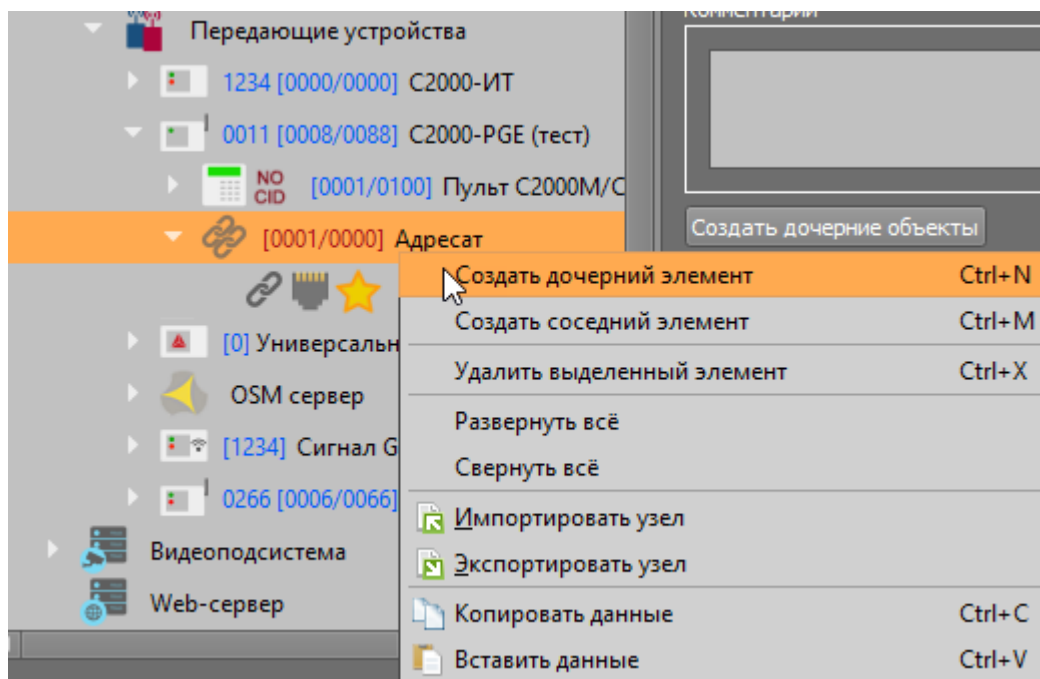 Комментарий
Передающие устройства
1234 [0000/0000] С2000-ИТ
0011 [0008/0088] С2000-PGE (тест)
NO CID [0001/0100] Пульт С2000М/С
Создать дочерние объекты
[0001/0000] Адресат
Создать дочерний элемент Ctrl+N
Создать соседний элемент Ctrl+M
[0] Универсальн
Удалить выделенный элемент Ctrl+X
OSM сервер
Развернуть всё
[1234] Сигнал G
Свернуть всё
0266 [0006/0066]
Импортировать узел
Видеоподсистема
Экспортировать узел
Web-сервер
Копировать данные Ctrl+C
Вставить данные Ctrl+V